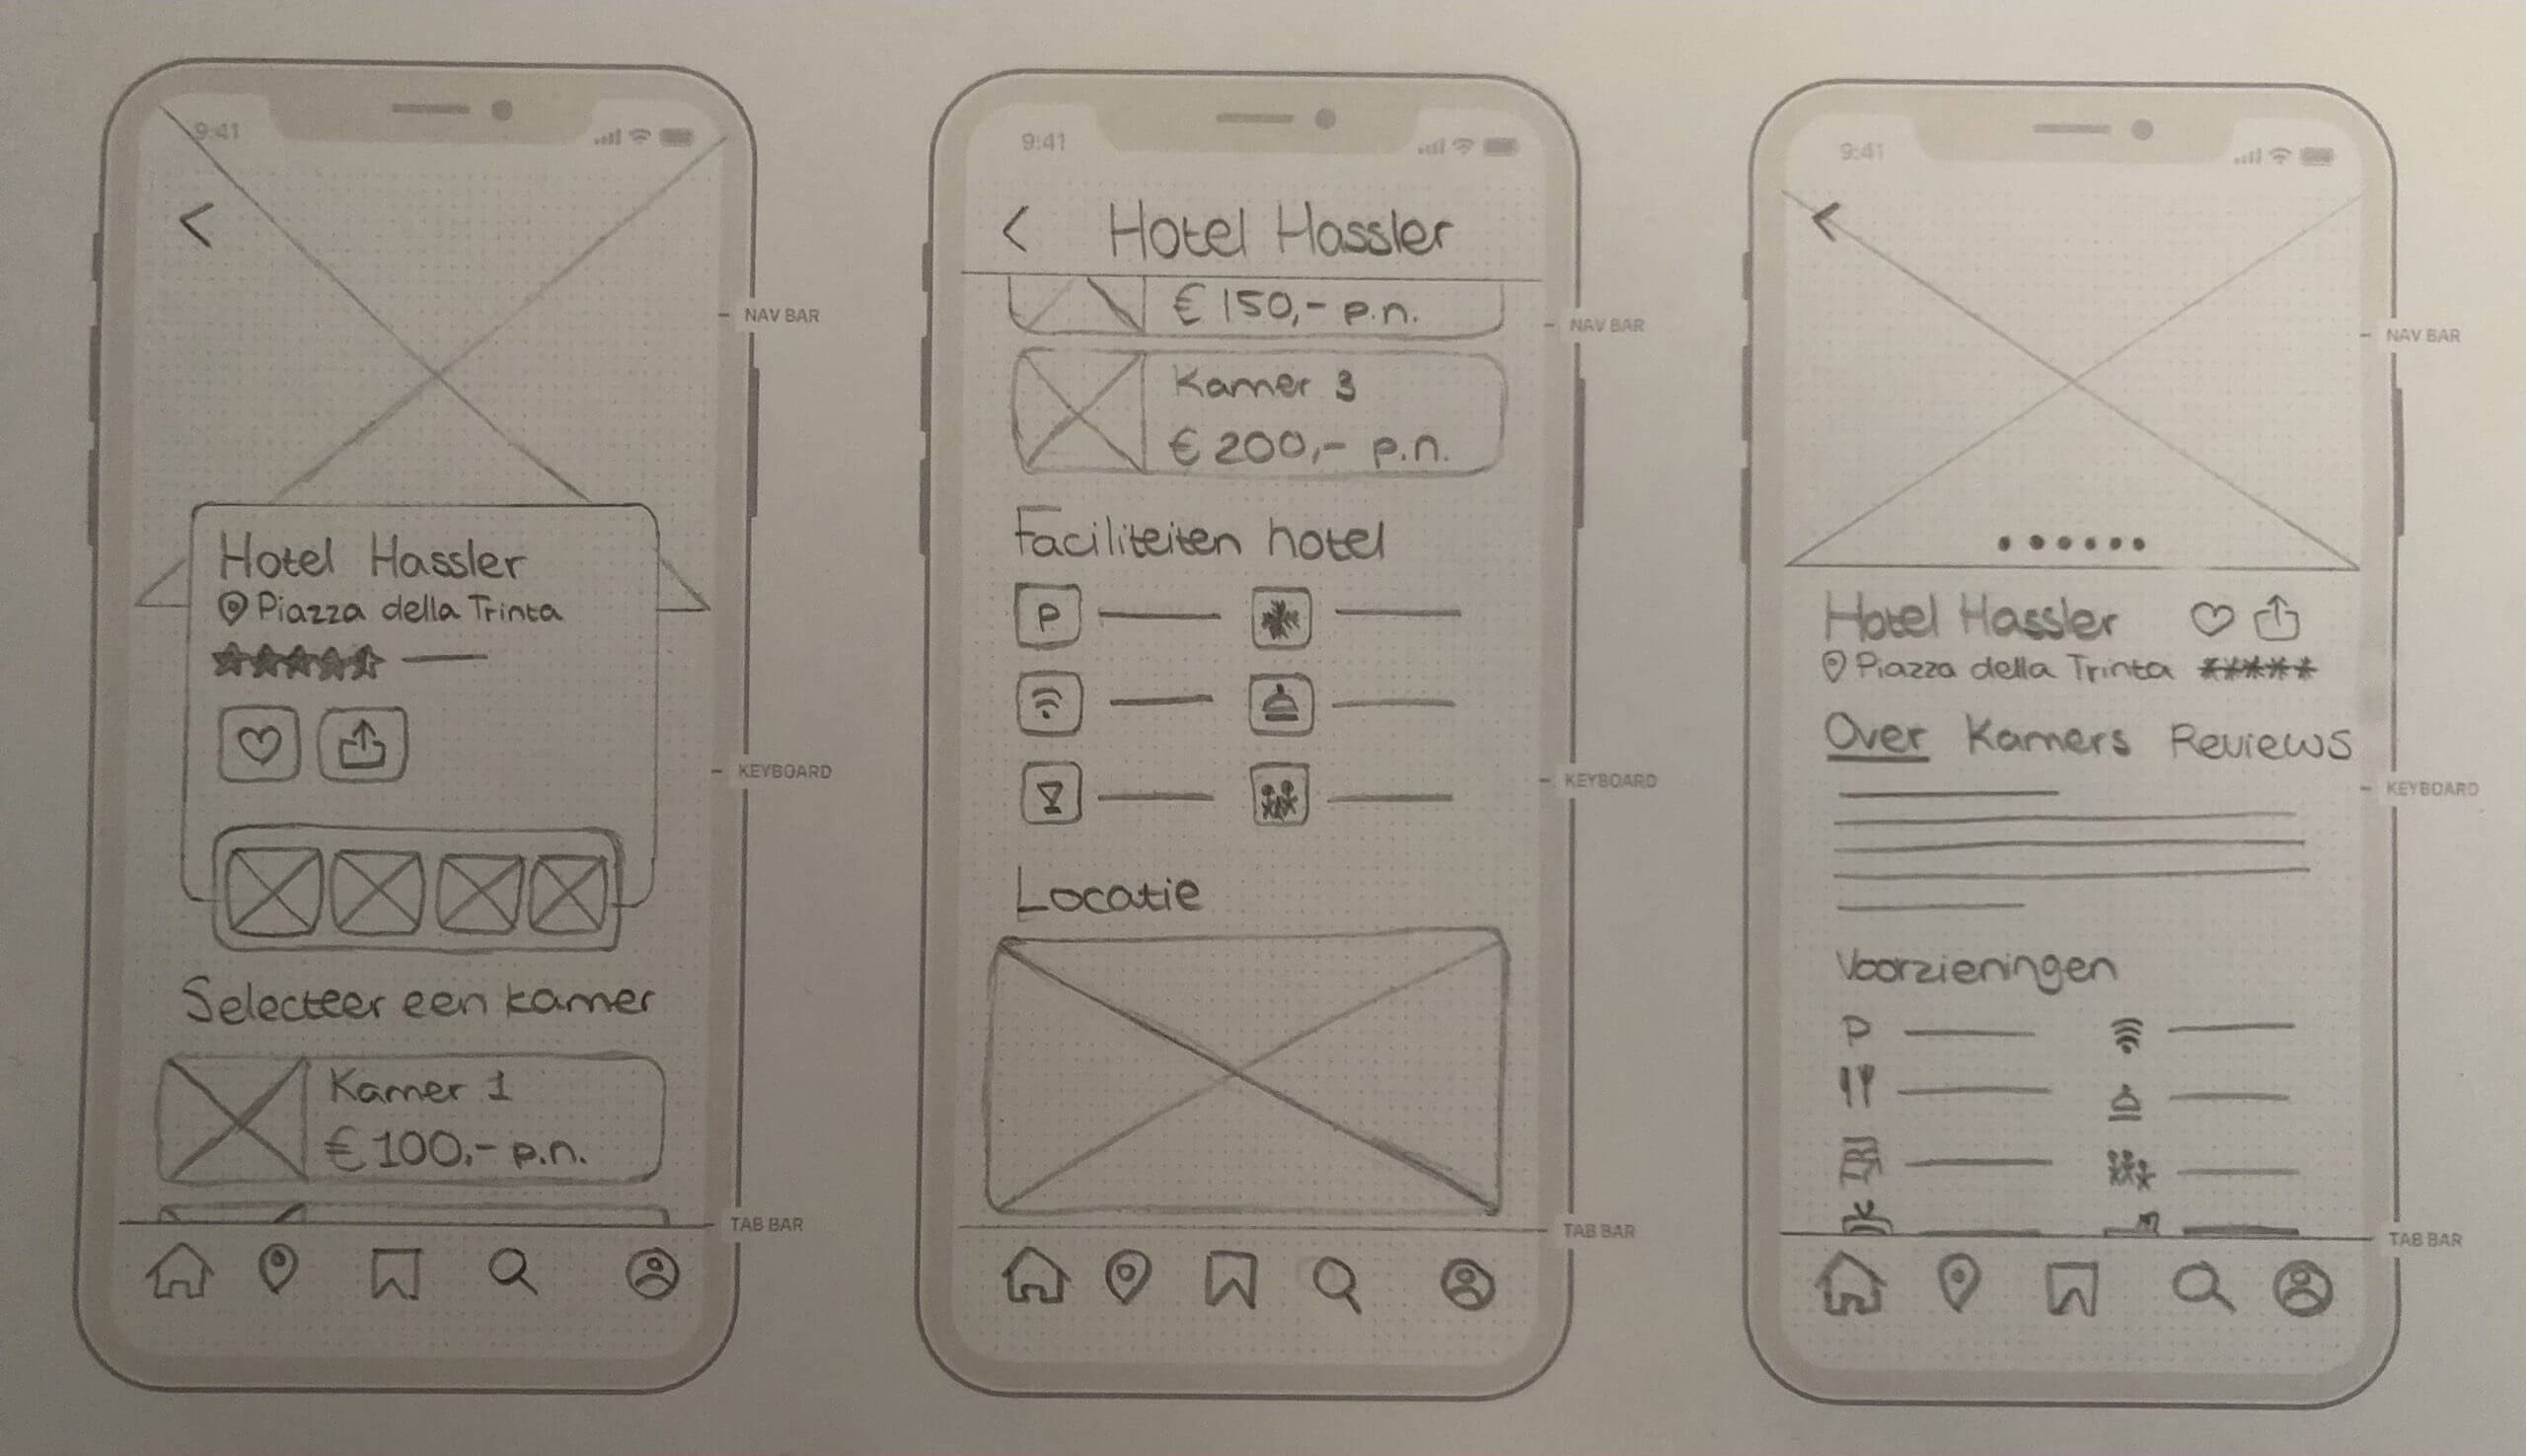 9:41
NAV BAR
Hotel Hassler
Piazza della Trinta
KEYBOARD
Selecteer een kamer
Kamer 1
€ 100,- p.n.
TAB BAR
9:41
Hotel Hassler
NAV BAR
€ 150,- p.n.
Kamer 3
€ 200,- p.n.
Faciliteiten hotel
P
KEYBOARD
Locatie
TAB BAR
9:41
NAV BAR
Hotel Hassler
Piazza della Trinta
Over Kamers Reviews
KEYBOARD
Voorzieningen
P
TAB BAR